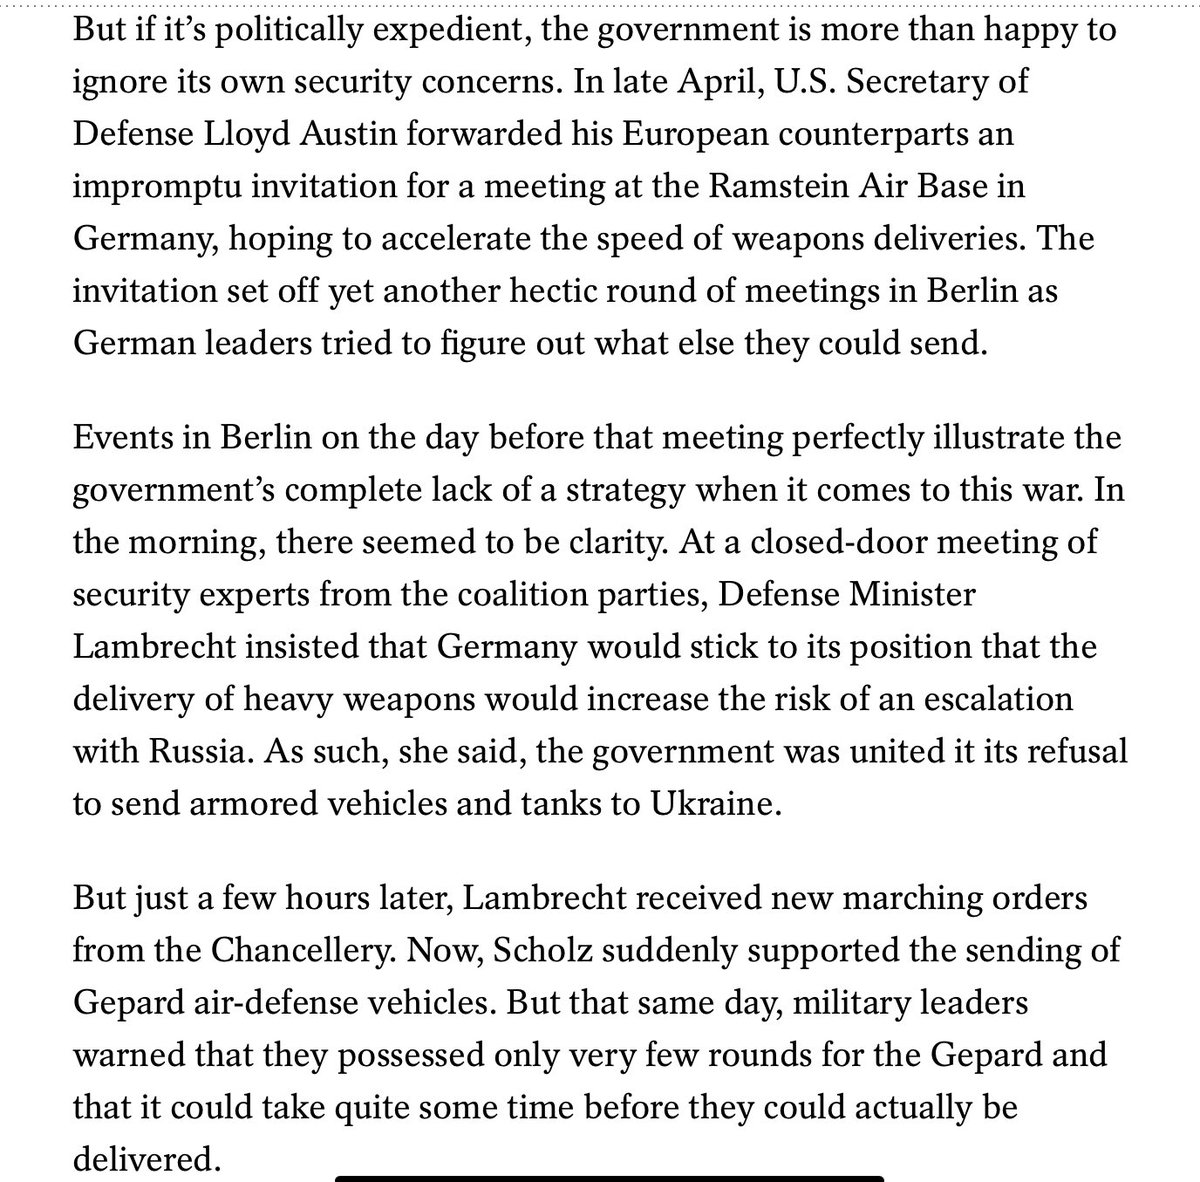 But if it’s politically expedient, the government is more than happy to
ignore its own security concerns. In late April, U.S. Secretary of
Defense Lloyd Austin forwarded his European counterparts an
impromptu invitation for a meeting at the Ramstein Air Base in
Germany, hoping to accelerate the speed of weapons deliveries. The
invitation set off yet another hectic round of meetings in Berlin as
German leaders tried to figure out what else they could send.
Events in Berlin on the day before that meeting perfectly illustrate the
government’s complete lack of a strategy when it comes to this war. In
the morning, there seemed to be clarity. At a closed-door meeting of
security experts from the coalition parties, Defense Minister
Lambrecht insisted that Germany would stick to its position that the
delivery of heavy weapons would increase the risk of an escalation
with Russia. As such, she said, the government was united it its refusal
to send armored vehicles and tanks to Ukraine.
But just a few hours later, Lambrecht received new marching orders
from the Chancellery. Now, Scholz suddenly supported the sending of
Gepard air-defense vehicles. But that same day, military leaders
warned that they possessed only very few rounds for the Gepard and
that it could take quite some time before they could actually be
delivered.